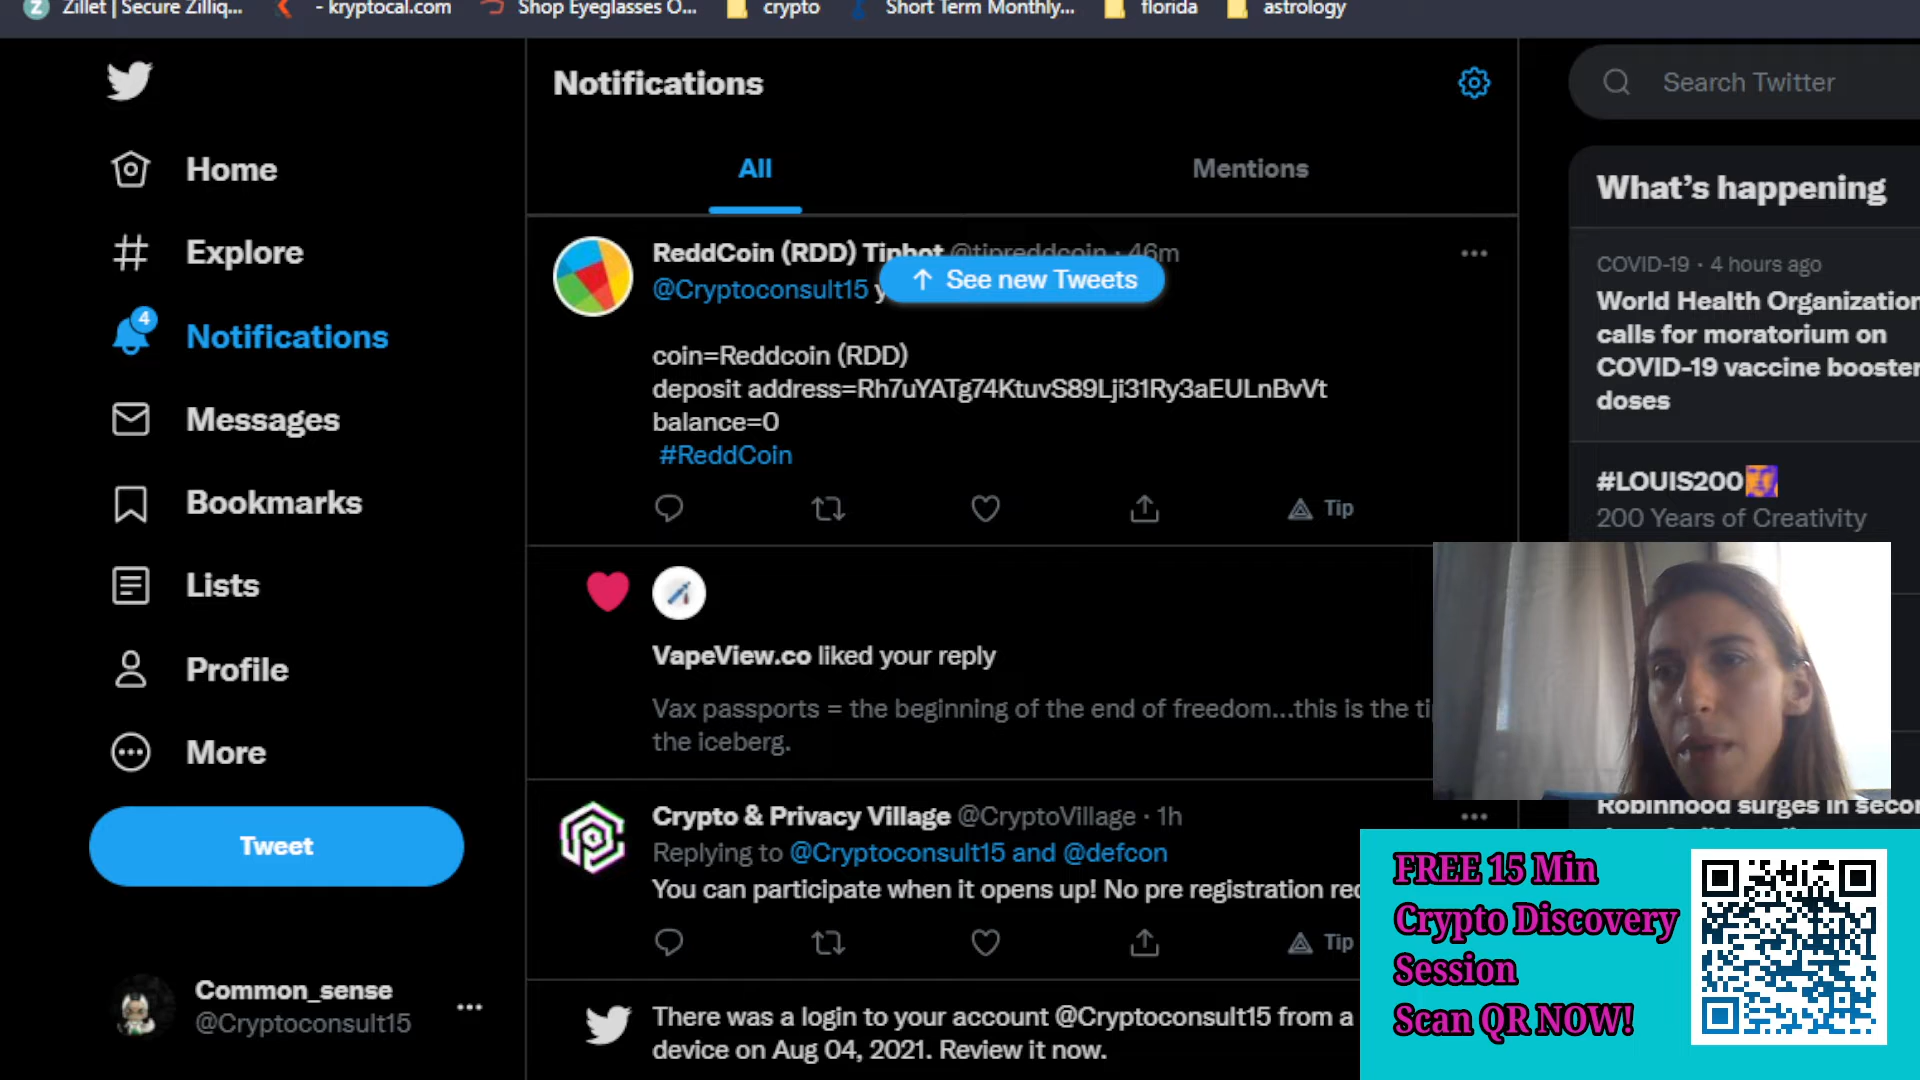 Zillet | Secure Zilliq...
- kryptocal.com
Shop Eyeglasses O...
crypto
Short Term Monthly...
florida
astrology
Home
Explore
4
Notifications
Messages
Bookmarks
Lists
Profile
More
Tweet
Common_sense
@Cryptoconsult15
Notifications
All
Mentions
ReddCoin (RDD) Tipbot @tipreddcoin · 46m
@Cryptoconsult15 y
↑ See new Tweets
coin=Reddcoin (RDD)
deposit address=Rh7uYATg74KtuvS89Lji31Ry3aEULnBvVt
balance=0
#ReddCoin
Tip
VapeView.co liked your reply
Vax passports = the beginning of the end of freedom...this is the ti
the iceberg.
Crypto & Privacy Village @CryptoVillage · 1h
Replying to @Cryptoconsult15 and @defcon
You can participate when it opens up! No pre registration rec
Tip
There was a login to your account @Cryptoconsult15 from a
device on Aug 04, 2021. Review it now.
Search Twitter
What's happening
COVID-19 · 4 hours ago
World Health Organization
calls for moratorium on
COVID-19 vaccine booster
doses
#LOUIS200
200 Years of Creativity
Robinhood surges in seco
FREE 15 Min
Crypto Discovery
Session
Scan QR NOW!